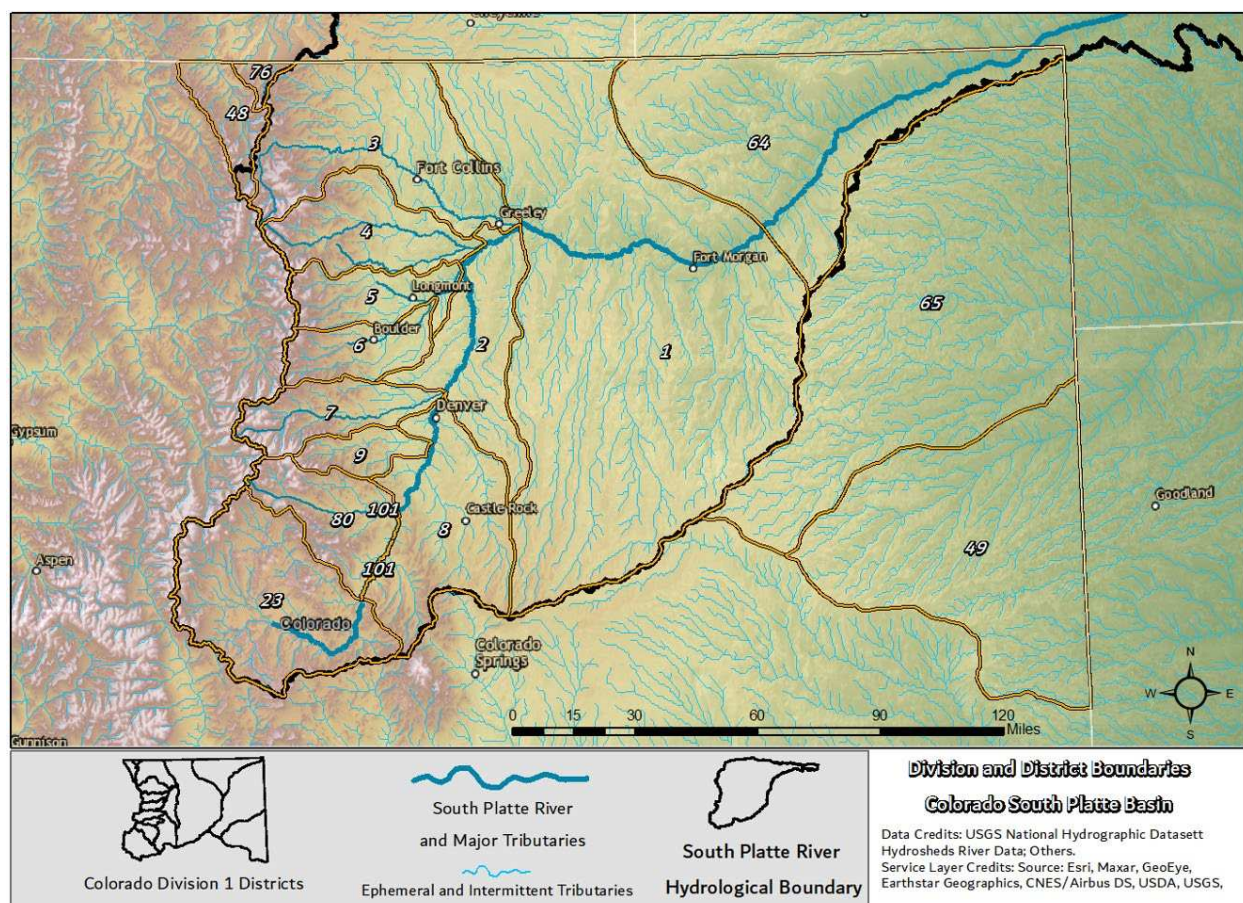 Cheyenne
76
48
3
Fort Collins
64
Greeley
4
Fort Morgan
5
Longmont
65
Boulder
6
2
1
7
Denver
Gypsum
9
Goodland
80
101
8
Castle Rock
49
Aspen
101
23
Colorado
Colorado
Springs
N
W
E
S
0 15 30 60 90 120
Miles
Gunnison
Colorado Division 1 Districts
South Platte River
and Major Tributaries
Ephemeral and Intermittent Tributaries
South Platte River
Hydrological Boundary
Division and District Boundaries
Colorado South Platte Basin
Data Credits: USGS National Hydrographic Datasett
Hydrosheds River Data; Others.
Service Layer Credits: Source: Esri, Maxar, GeoEye,
Earthstar Geographics, CNES/Airbus DS, USDA, USGS,